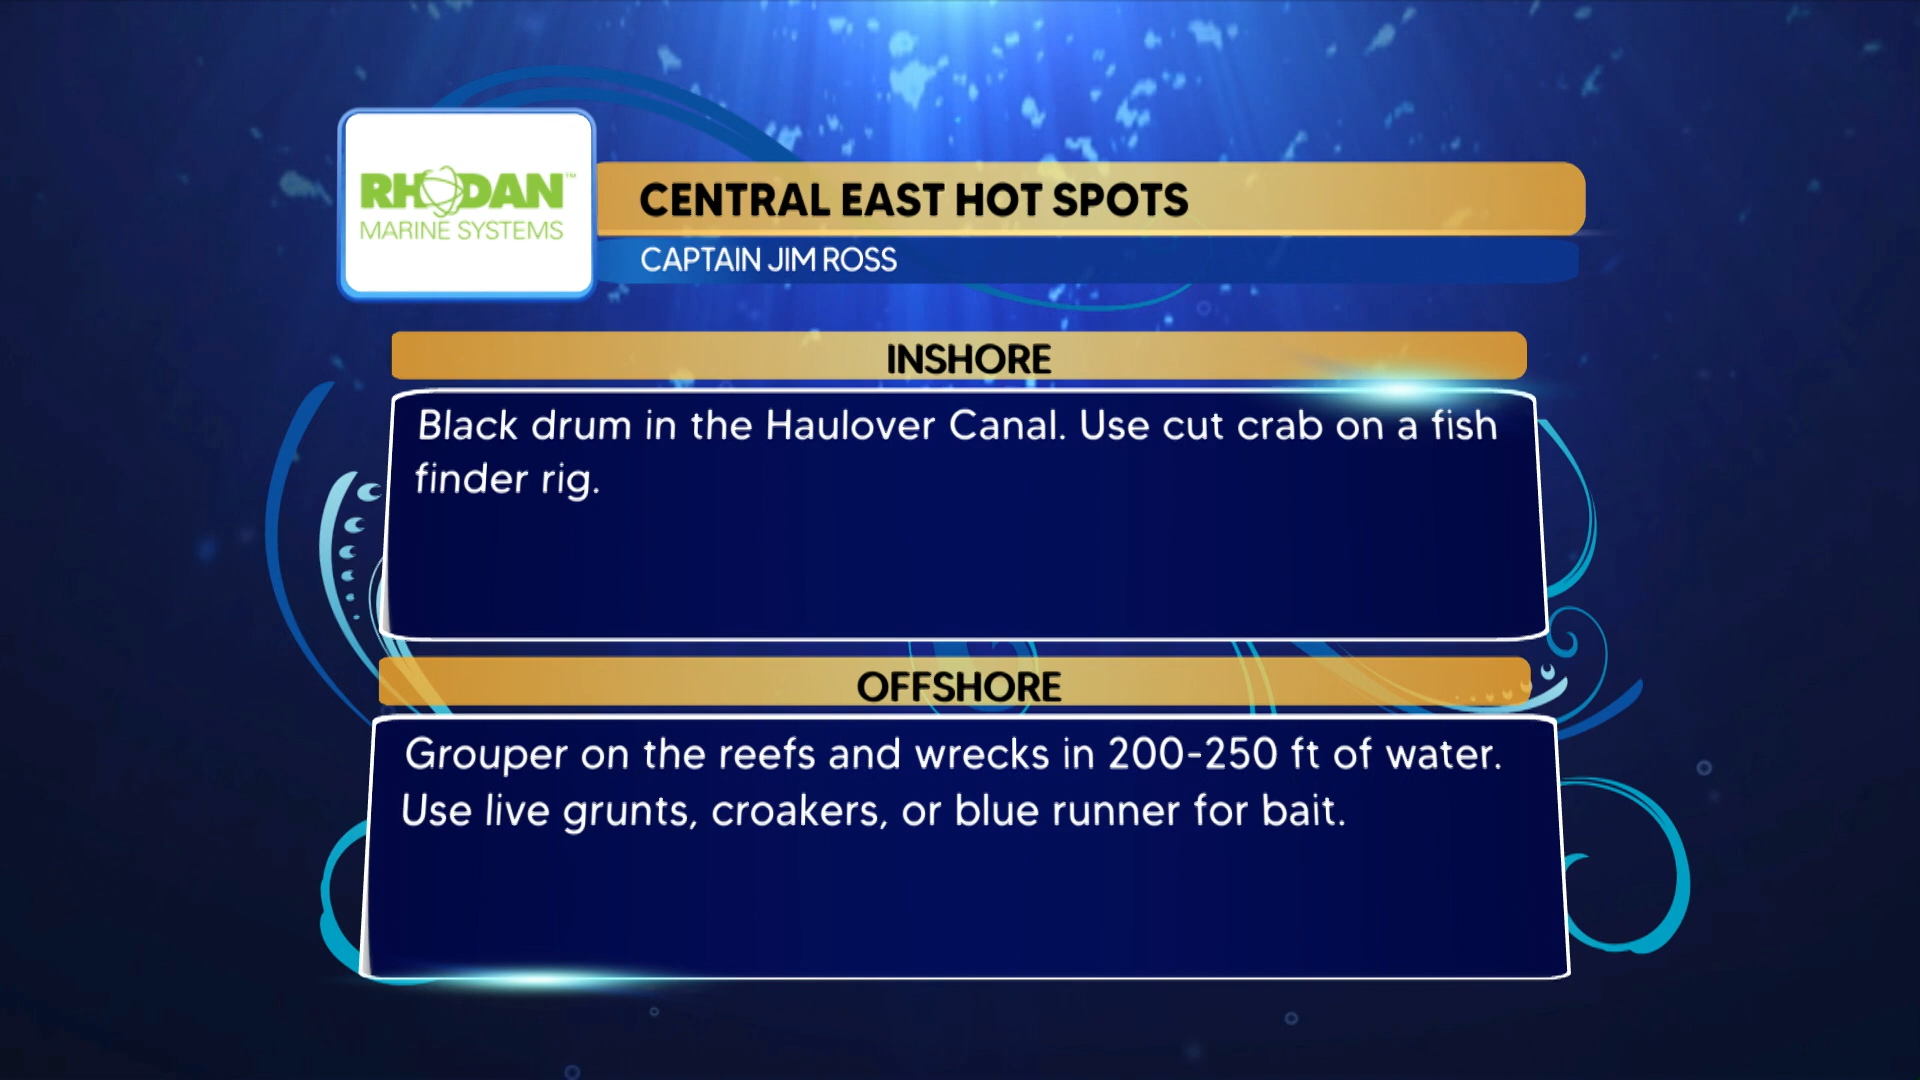 RHODAN™
MARINE SYSTEMS
CENTRAL EAST HOT SPOTS
CAPTAIN JIM ROSS
INSHORE
Black drum in the Haulover Canal. Use cut crab on a fish
finder rig.
OFFSHORE
Grouper on the reefs and wrecks in 200-250 ft of water.
Use live grunts, croakers, or blue runner for bait.